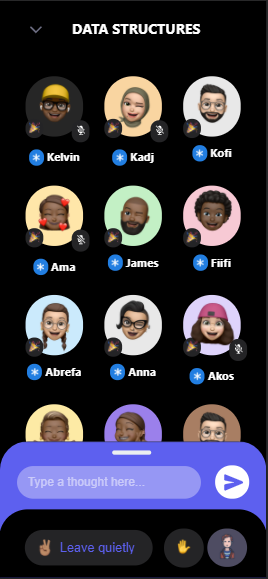 DATA STRUCTURES
Kelvin
Kadj
Kofi
Ama
James
Fiifi
Abrefa
Anna
Akos
Type a thought here...
Leave quietly